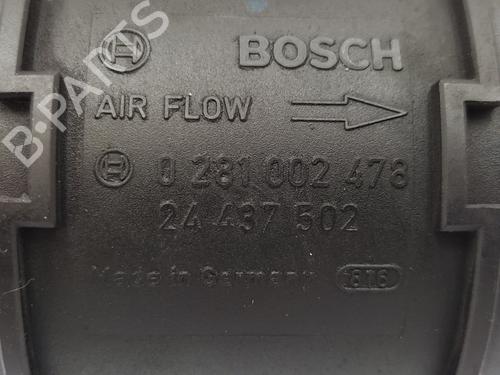 BOSCH
AIR FLOW
0 281 002 478
24 437 502
Made in Germany 816
B-PARTS